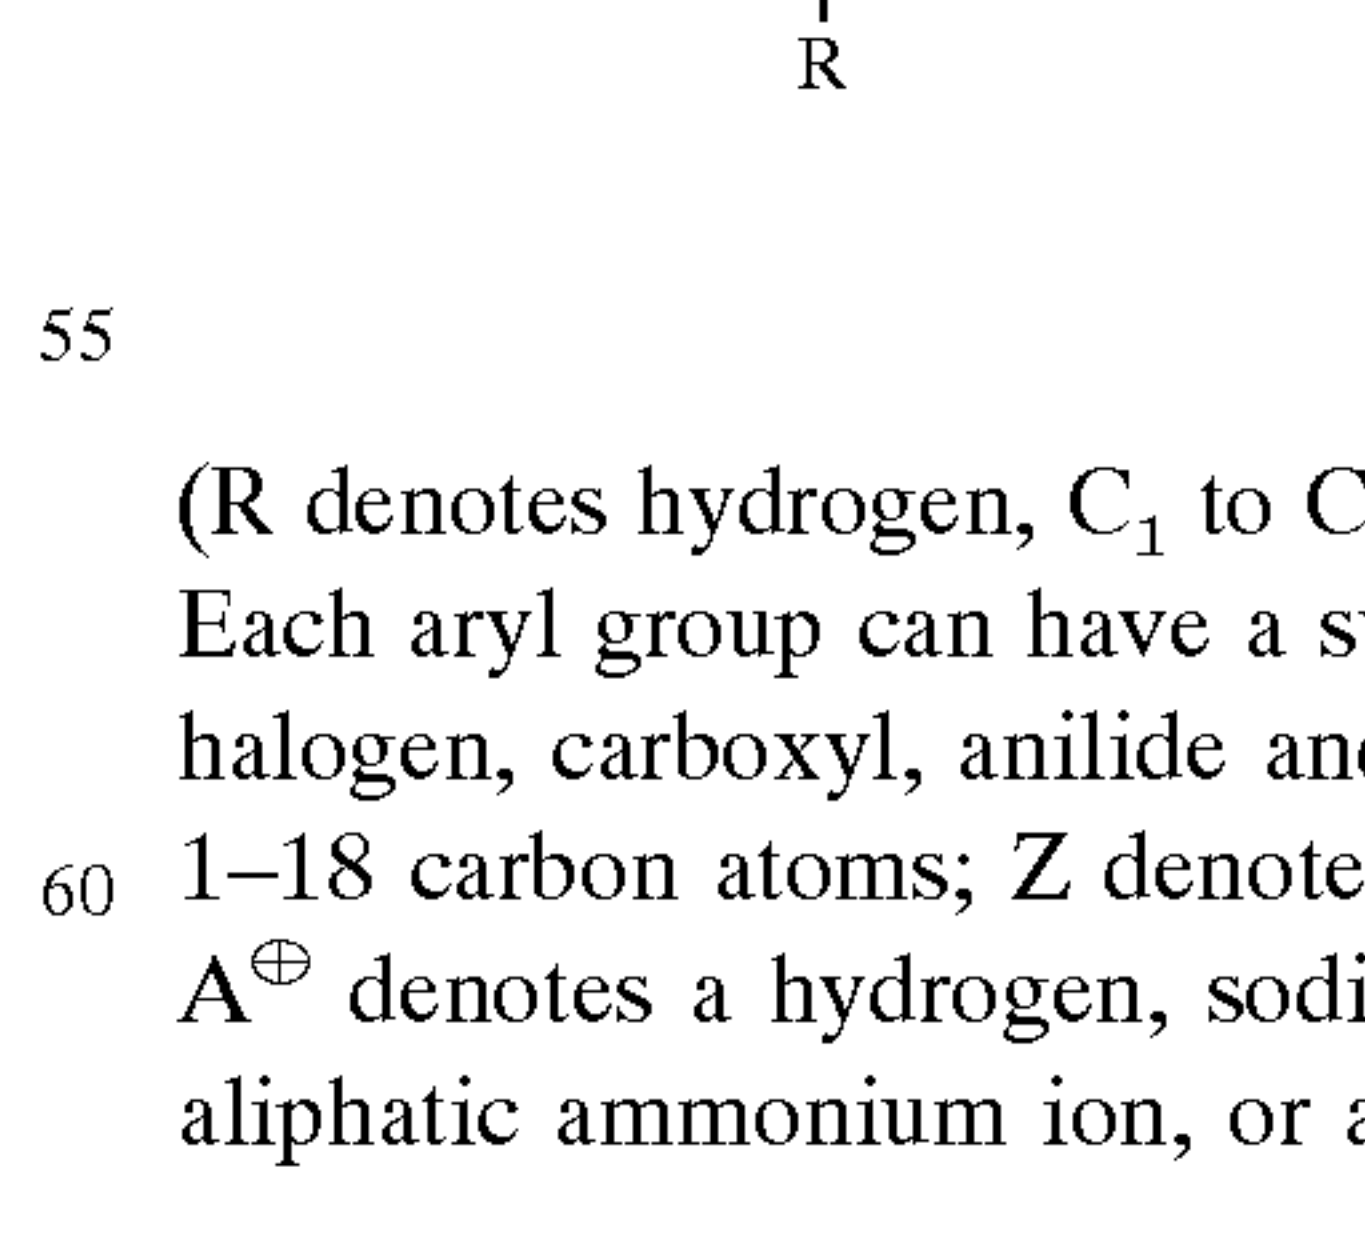 R
55
(R denotes hydrogen, C₁ to C
Each aryl group can have a
halogen, carboxyl, anilide
60 1–18 carbon atoms; Z
A⊕ denotes a hydrogen,
aliphatic ammonium ion, or